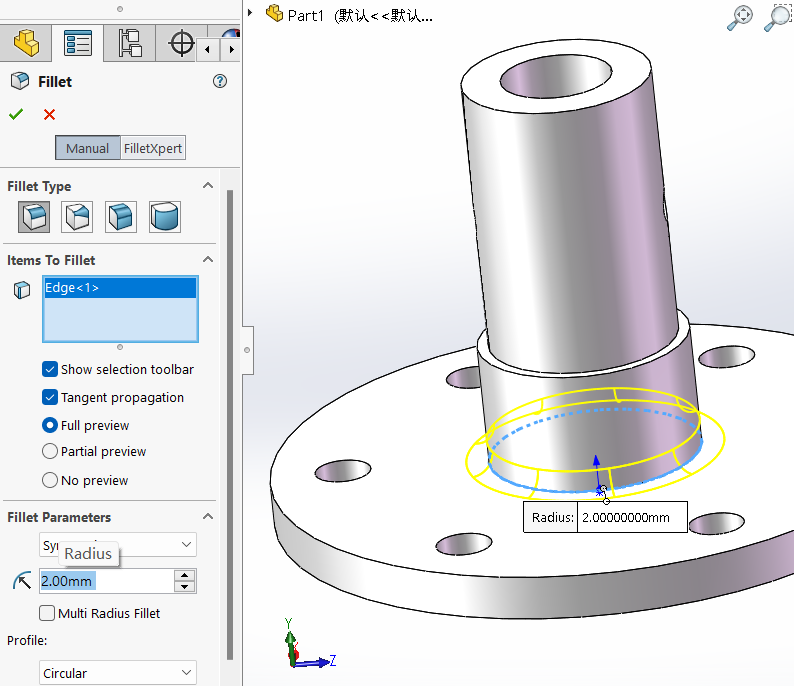 Part1 (默认<<默认...
Fillet
Manual
FilletXpert
Fillet Type
Items To Fillet
Edge<1>
Show selection toolbar
Tangent propagation
Full preview
Partial preview
No preview
Fillet Parameters
Radius
2.00mm
Multi Radius Fillet
Profile:
Circular
Radius: 2.00000000mm
Y
Z